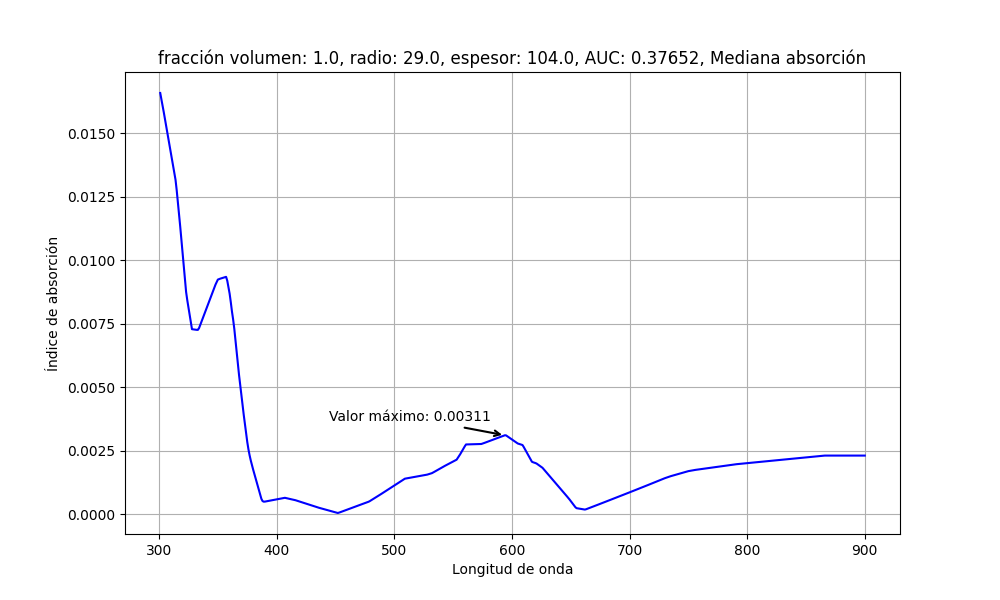 fracción volumen: 1.0, radio: 29.0, espesor: 104.0, AUC: 0.37652, Mediana absorción
Índice de absorción
0.0150
0.0125
0.0100
0.0075
0.0050
0.0025
0.0000
Valor máximo: 0.00311
300 400 500 600 700 800 900
Longitud de onda